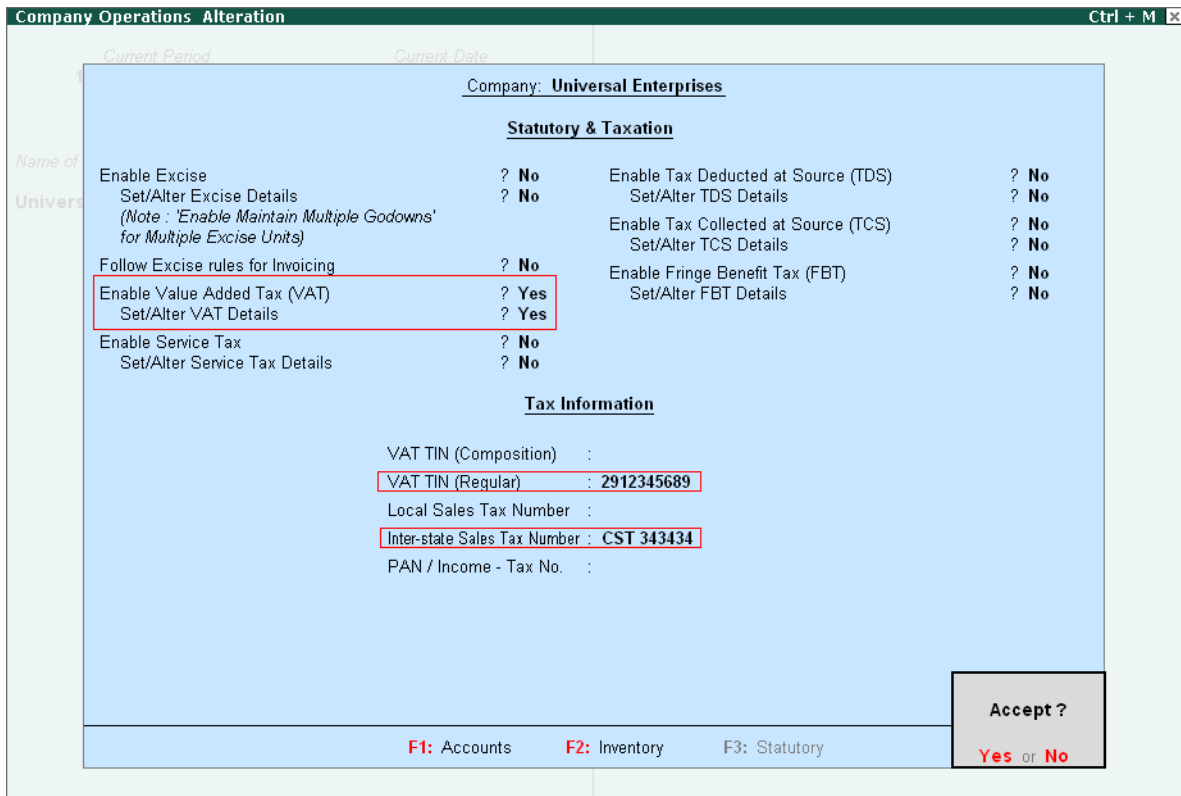 Company Operations Alteration Ctrl + M
Current Period Current Date
1
Company: Universal Enterprises
Statutory & Taxation
Name of
Univers
Enable Excise ? No
Set/Alter Excise Details ? No
(Note : 'Enable Maintain Multiple Godowns'
for Multiple Excise Units)
Follow Excise rules for Invoicing ? No
Enable Value Added Tax (VAT) ? Yes
Set/Alter VAT Details ? Yes
Enable Service Tax ? No
Set/Alter Service Tax Details ? No
Enable Tax Deducted at Source (TDS) ? No
Set/Alter TDS Details ? No
Enable Tax Collected at Source (TCS) ? No
Set/Alter TCS Details ? No
Enable Fringe Benefit Tax (FBT) ? No
Set/Alter FBT Details ? No
Tax Information
VAT TIN (Composition) :
VAT TIN (Regular) : 2912345689
Local Sales Tax Number :
Inter-state Sales Tax Number : CST 343434
PAN / Income - Tax No. :
Accept ?
Yes or No
F1: Accounts F2: Inventory F3: Statutory